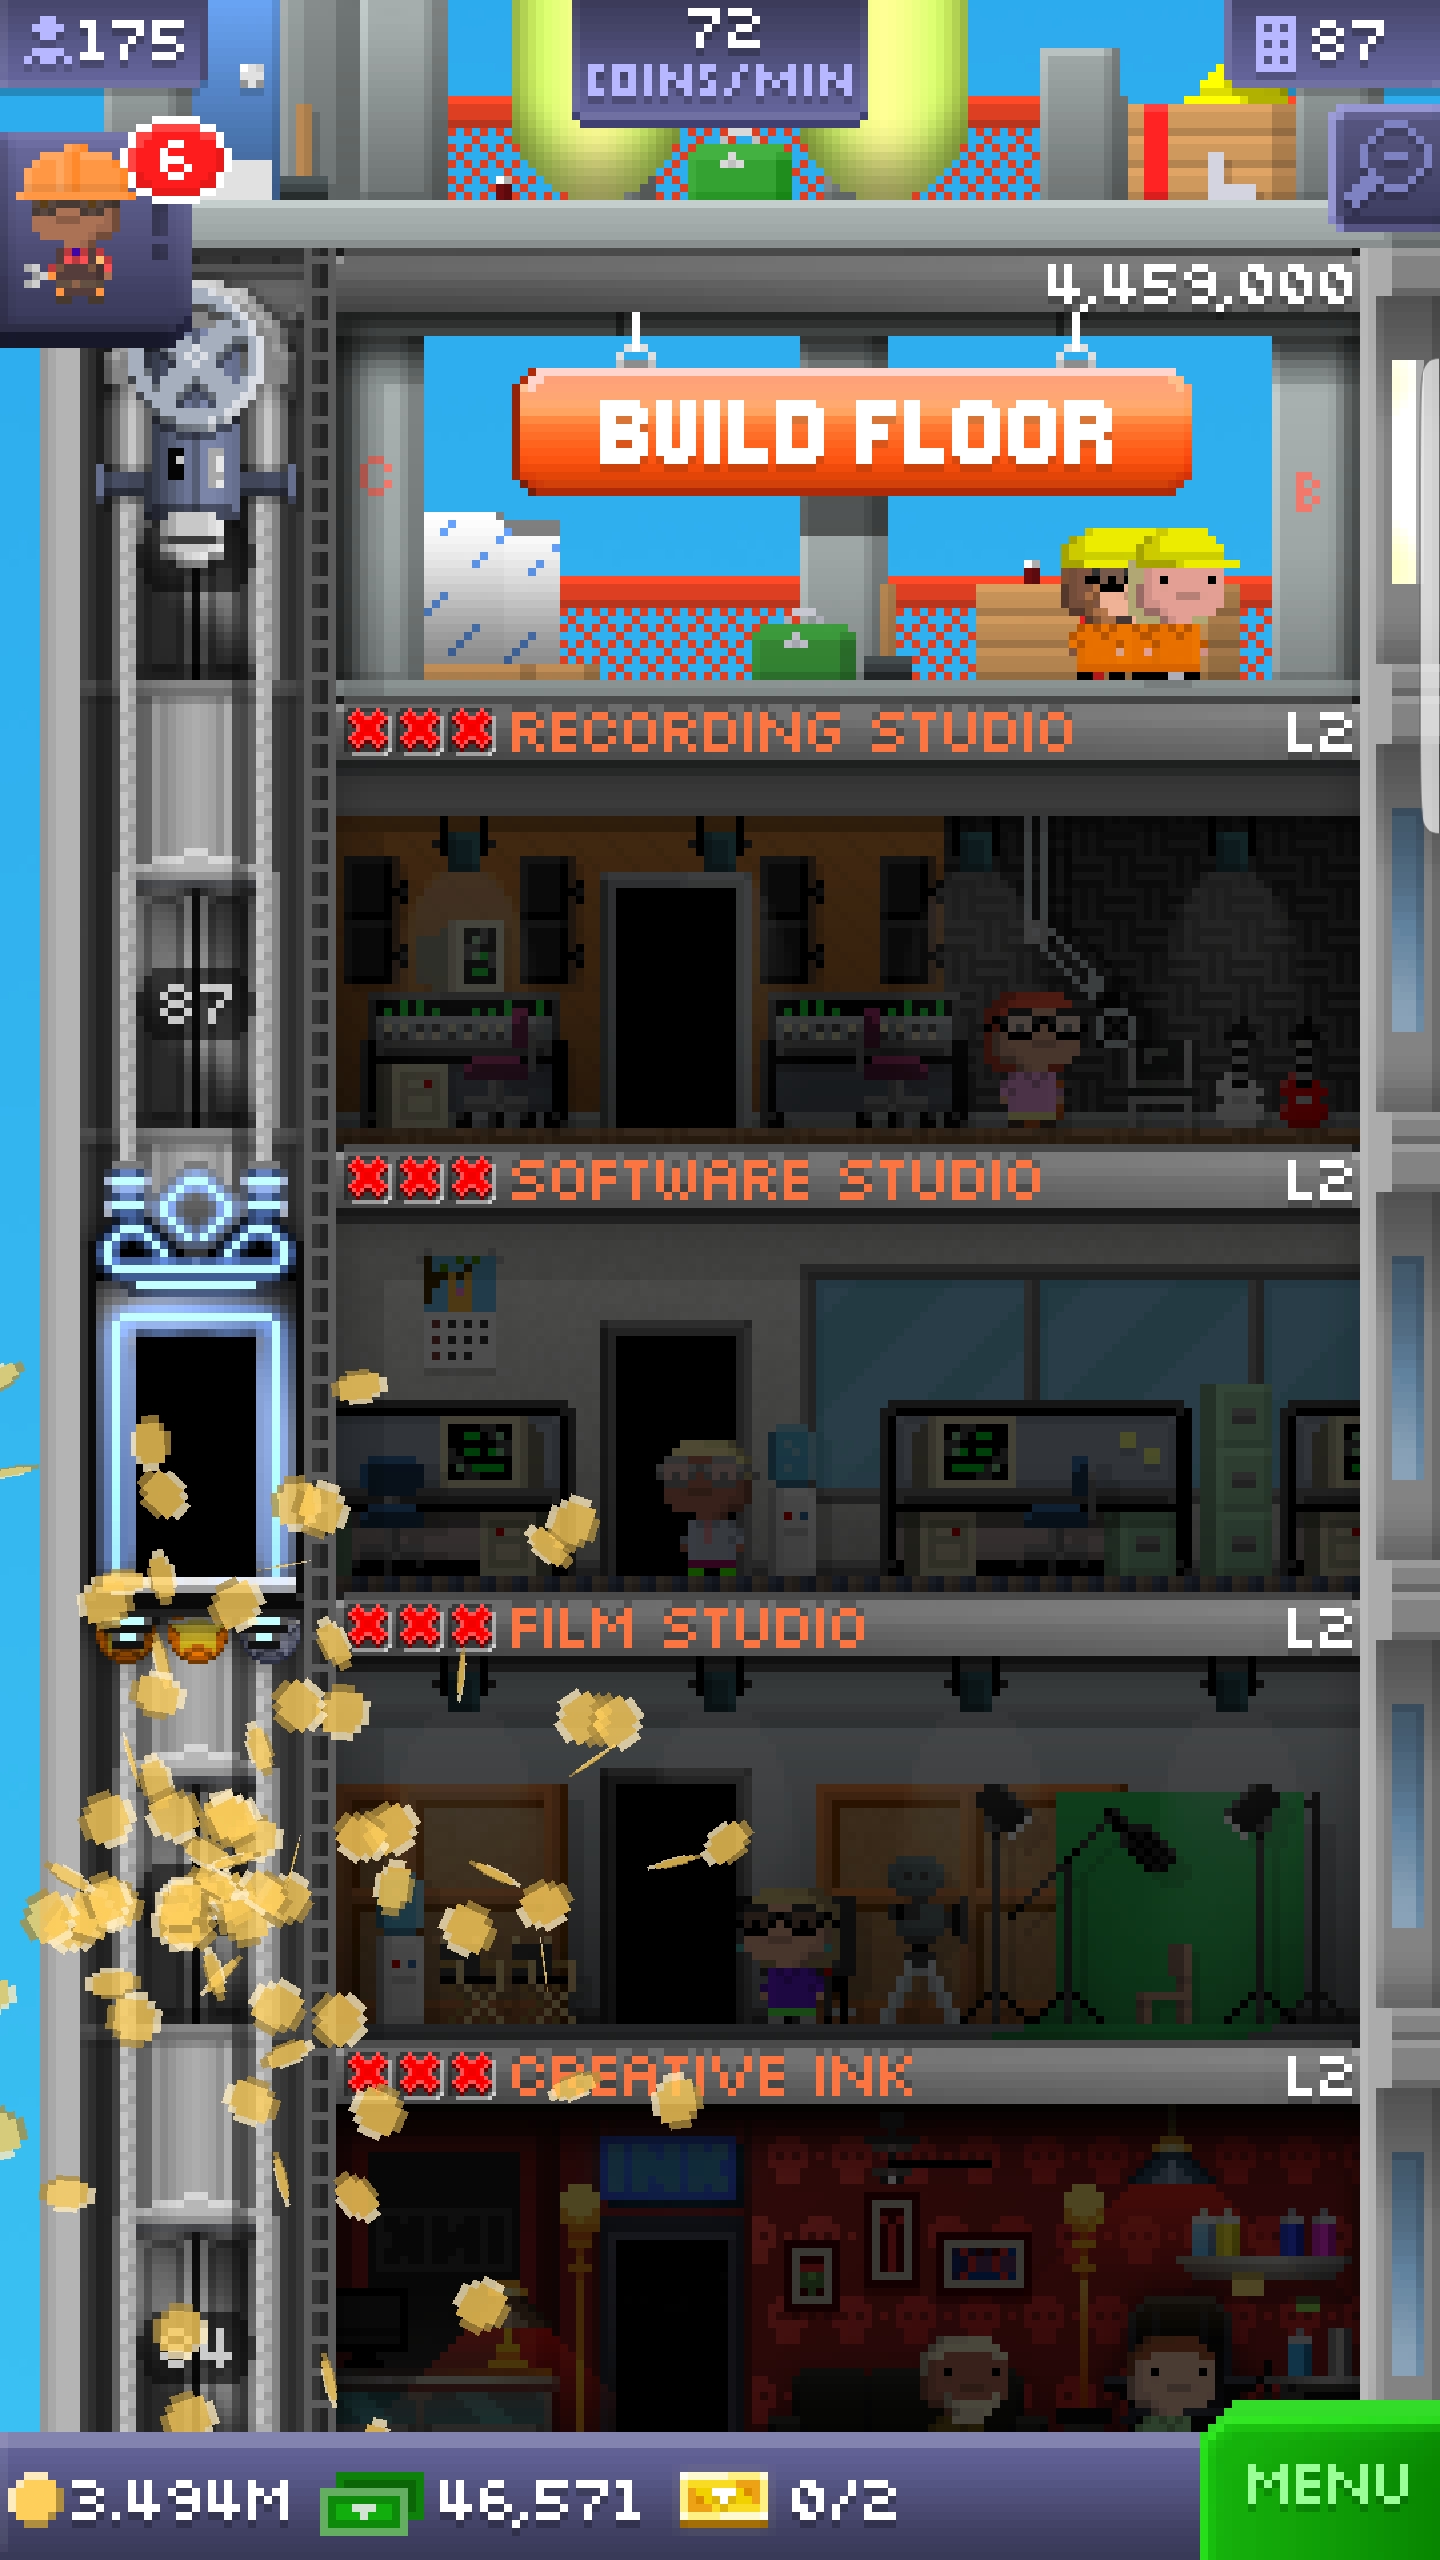 175
72
COINS/MIN
87
6
4,459,000
BUILD FLOOR
C
B
RECORDING STUDIO L2
87
SOFTWARE STUDIO L2
FILM STUDIO L2
CREATIVE INK L2
INK
3.494M 46,571 0/2
MENU